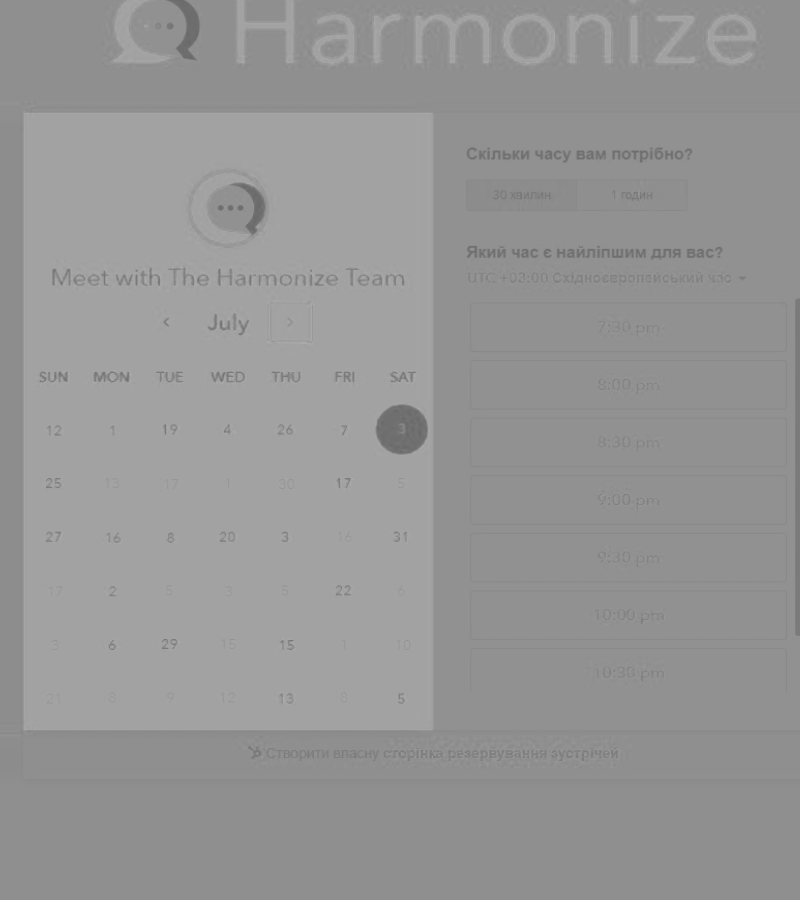 Harmonize
Meet with The Harmonize Team
July
SUN MON TUE WED THU FRI SAT
12 1 19 4 26 7 3
25 13 17 1 30 17 5
27 16 8 20 3 16 31
17 2 5 3 5 22 6
3 6 29 15 15 1 10
21 8 9 12 13 8 5
Скільки часу вам потрібно?
30 хвилин 1 годин
Який час є найліпшим для вас?
UTC +03:00 Східноєвропейський час
7:30 pm
8:00 pm
8:30 pm
9:00 pm
9:30 pm
10:00 pm
10:30 pm
Створити власну сторінка резервування зустрічей